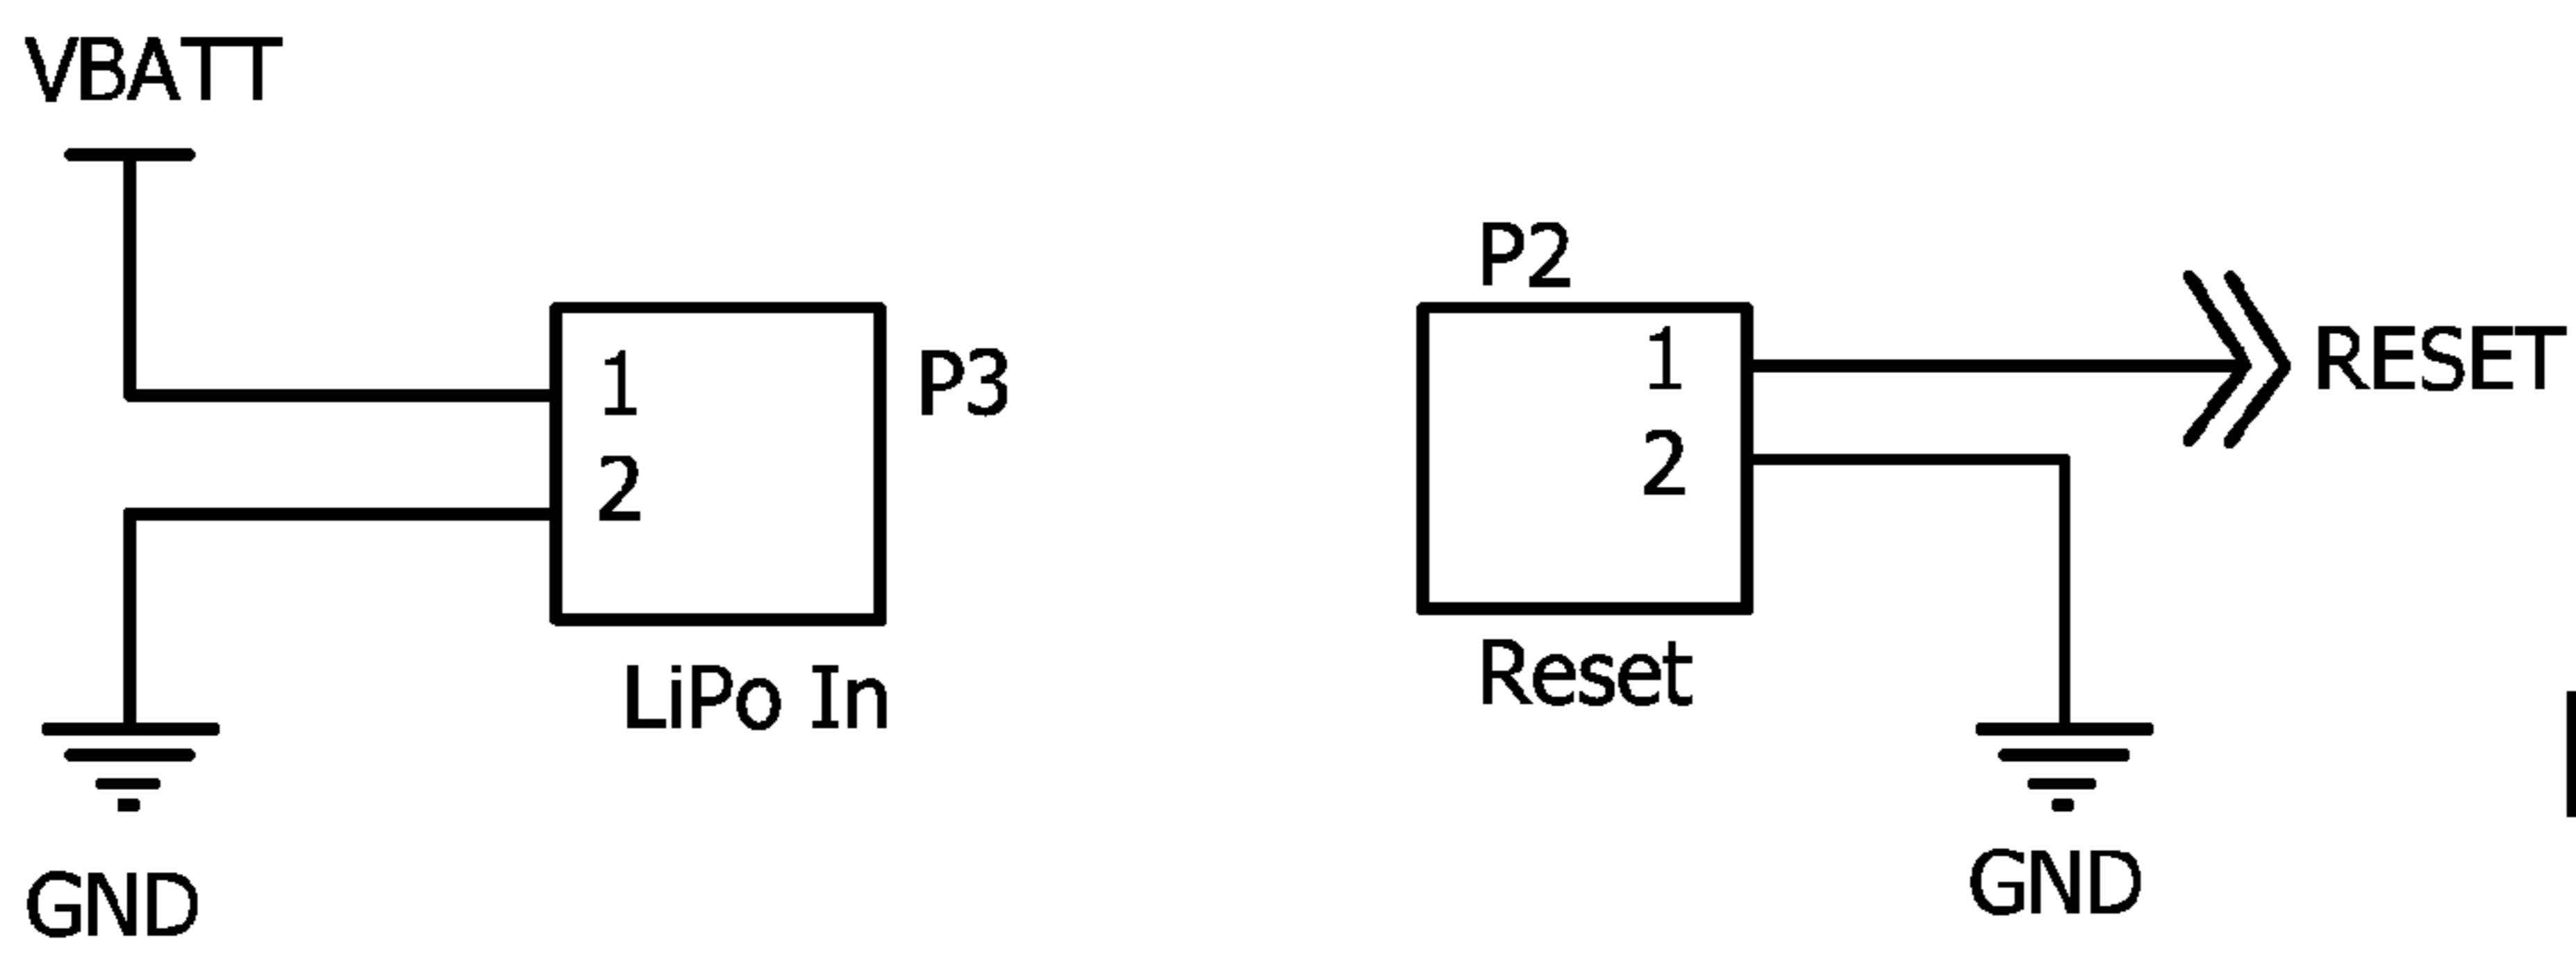 VBATT
1
2
P3
LiPo In
GND
P2
1
2
Reset
RESET
GND